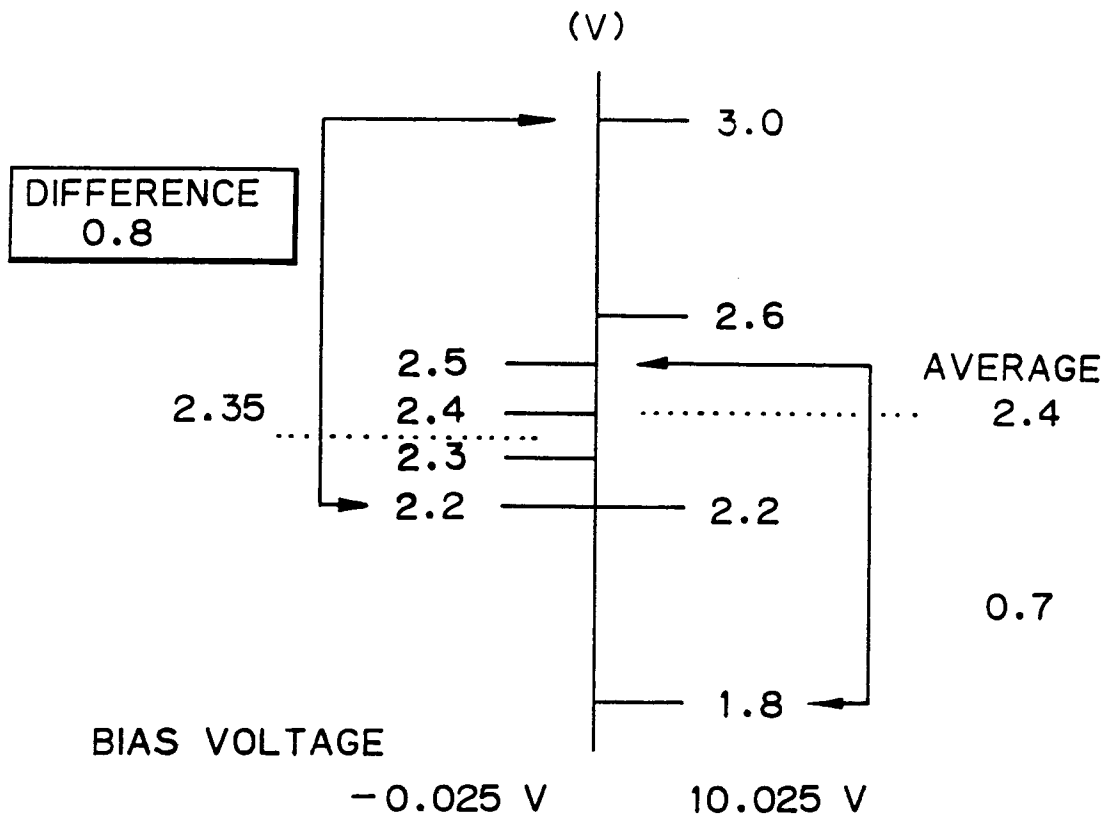 (V)
3.0
DIFFERENCE
0.8
2.6
2.5
AVERAGE
2.35
2.4
2.4
2.3
2.2
2.2
0.7
1.8
BIAS VOLTAGE
-0.025 V
10.025 V